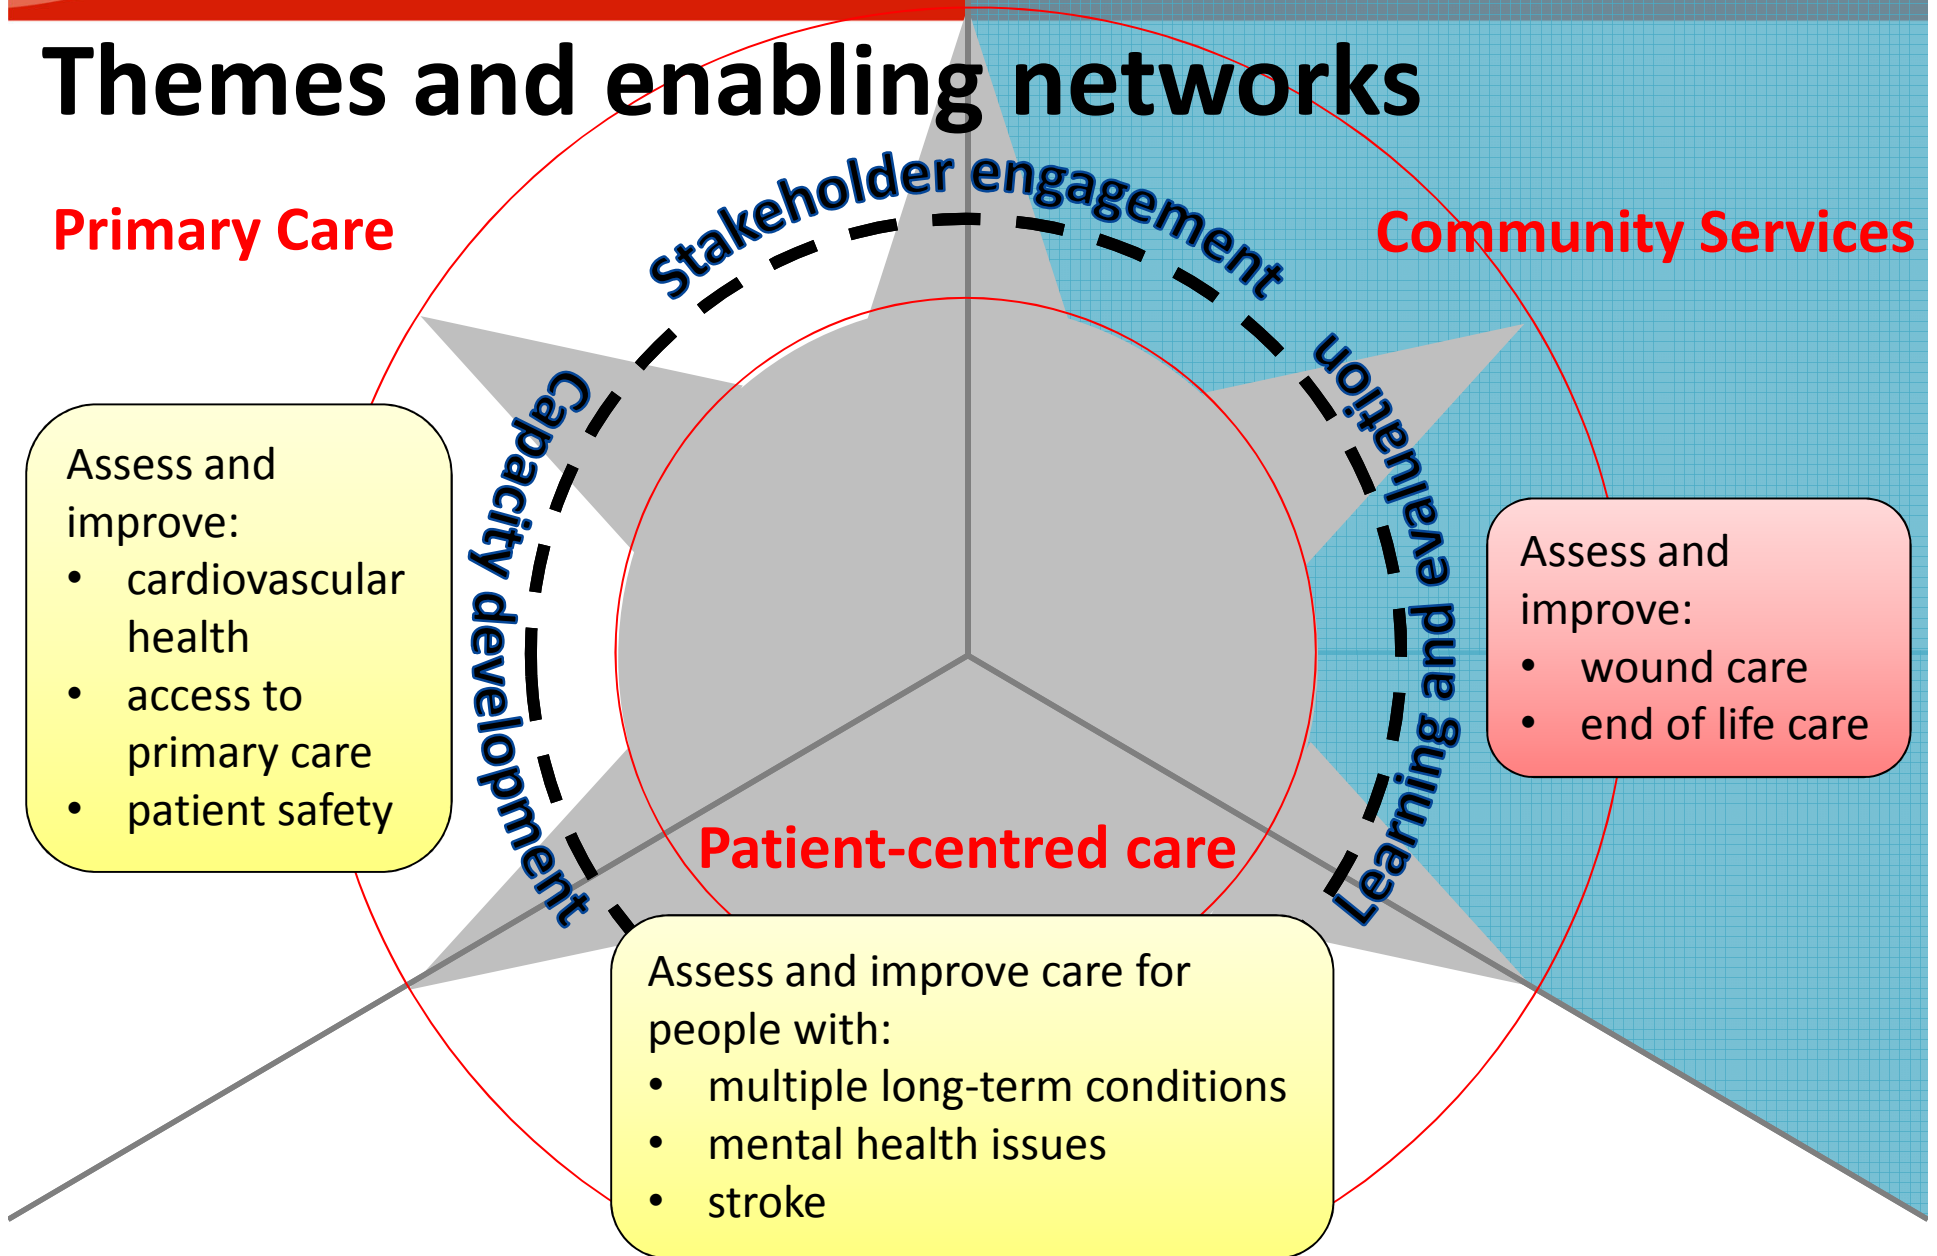 Themes and enabling networks
Stakeholder engagement
Primary Care
Community Services
Capacity development
Learning and evaluation
Assess and
improve:
• cardiovascular
health
• access to
primary care
• patient safety
Assess and
improve:
• wound care
• end of life care
Patient-centred care
Assess and improve care for
people with:
• multiple long-term conditions
• mental health issues
• stroke